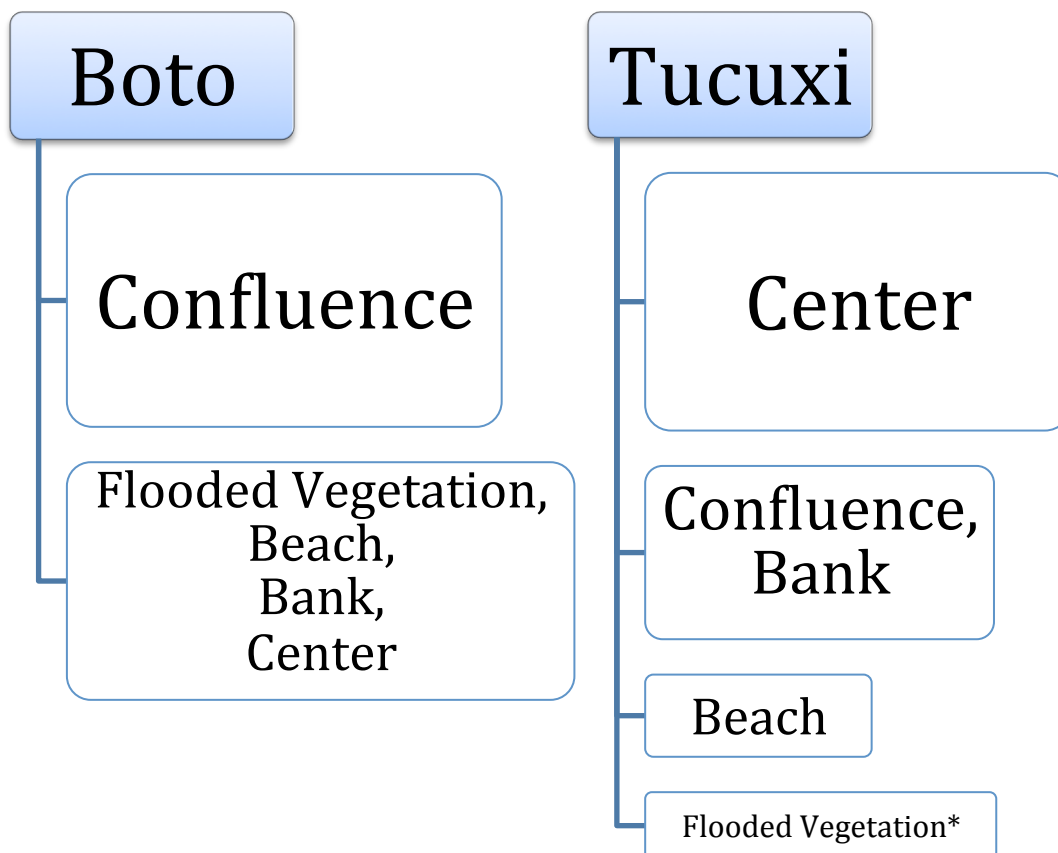 Boto
Confluence
Flooded Vegetation,
Beach,
Bank,
Center
Tucuxi
Center
Confluence,
Bank
Beach
Flooded Vegetation*